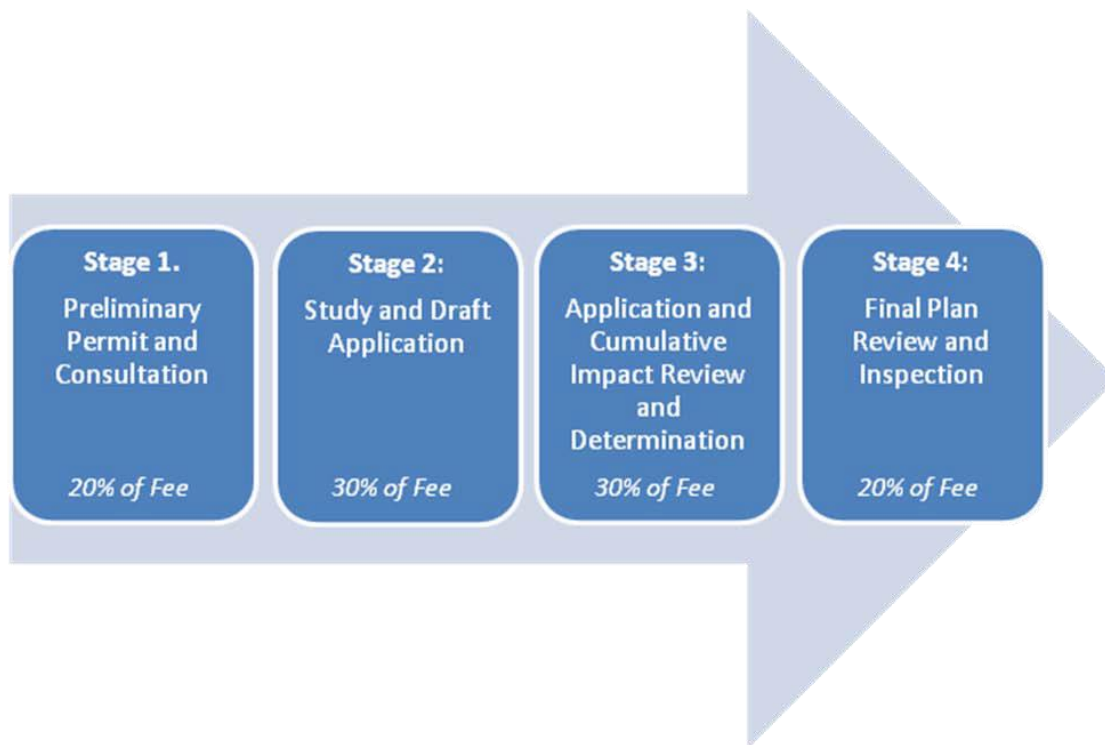 Stage 1.
Preliminary
Permit and
Consultation
20% of Fee
Stage 2:
Study and Draft
Application
30% of Fee
Stage 3:
Application and
Cumulative
Impact Review
and
Determination
30% of Fee
Stage 4:
Final Plan
Review and
Inspection
20% of Fee